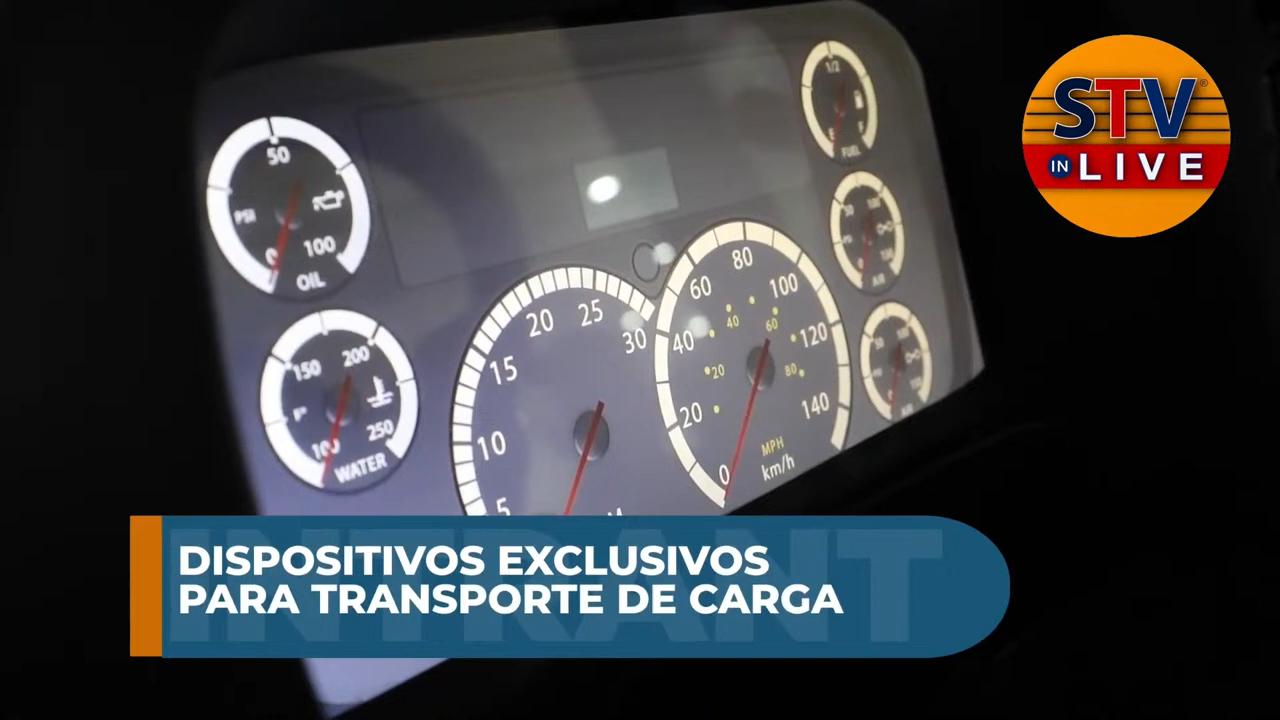 STV®
IN LIVE
50
PSI
0
100
OIL
150
200
F°
100
250
WATER
5
10
15
20
25
30
0
20
40
60
80
100
120
140
20
40
60
80
MPH
km/h
1/2
FUEL
AIR
INTRANT
DISPOSITIVOS EXCLUSIVOS
PARA TRANSPORTE DE CARGA